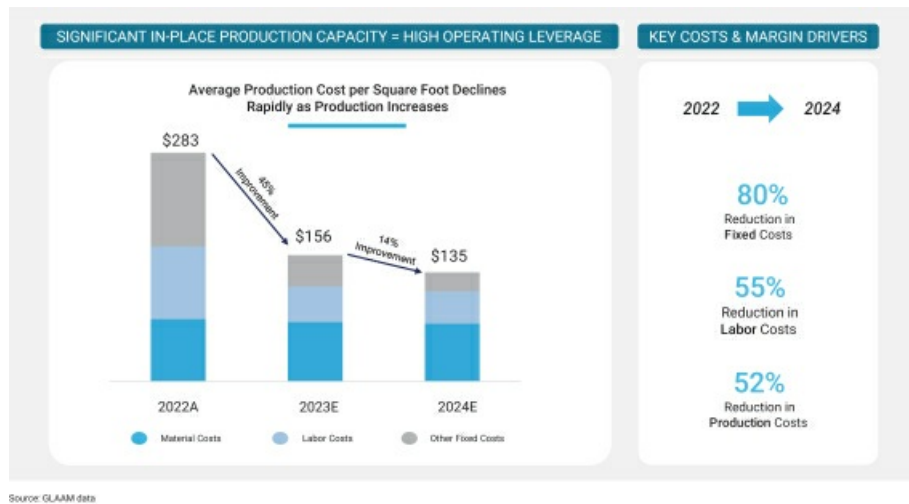 SIGNIFICANT IN-PLACE PRODUCTION CAPACITY = HIGH OPERATING LEVERAGE
Average Production Cost per Square Foot Declines
Rapidly as Production Increases
$283
45%
Improvement
$156
14%
Improvement
$135
2022A
2023E
2024E
Material Costs
Labor Costs
Other Fixed Costs
KEY COSTS & MARGIN DRIVERS
2022
2024
80%
Reduction in
Fixed Costs
55%
Reduction in
Labor Costs
52%
Reduction in
Production Costs
Source: GLAAM data